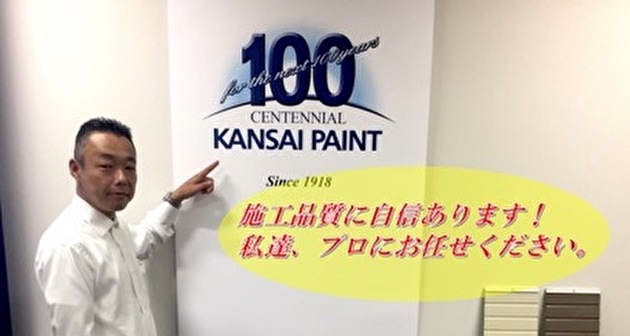 100
for the next 100 years
CENTENNIAL
KANSAI PAINT
Since 1918
施工品質に自信あります！
私達、プロにお任せください。